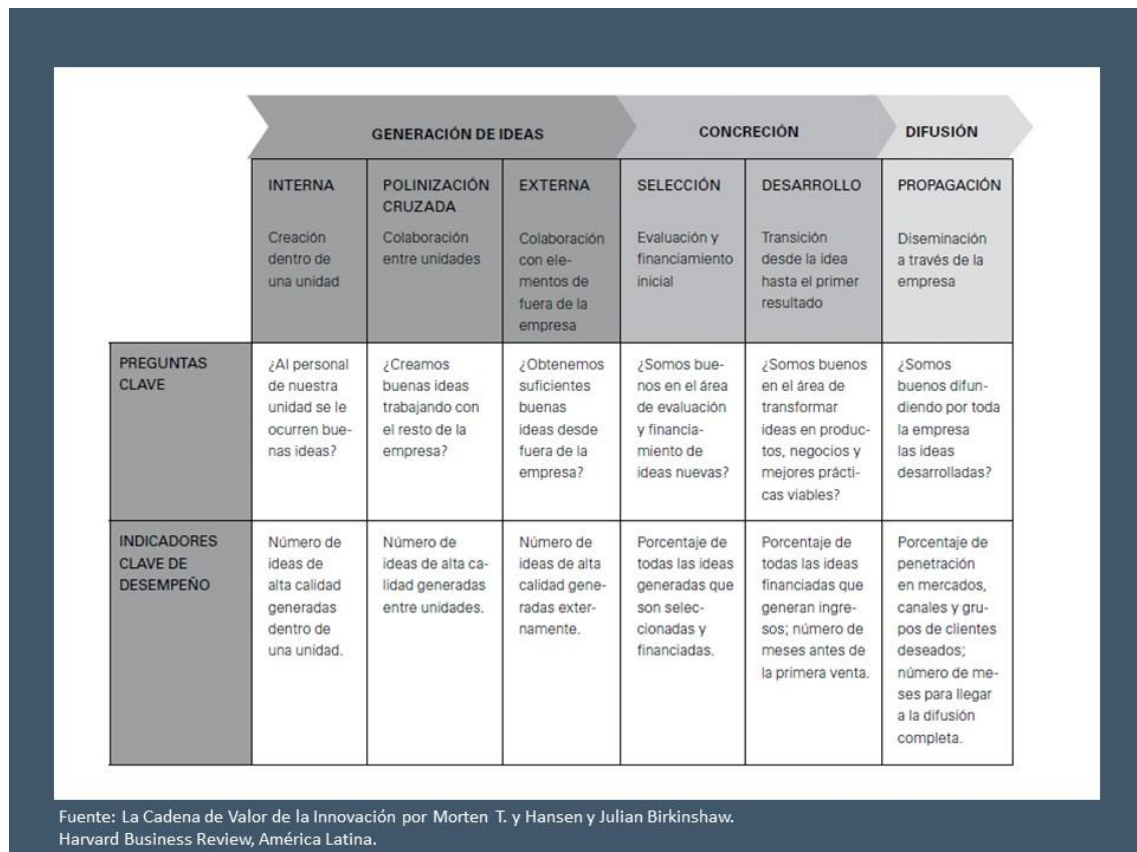 GENERACIÓN DE IDEAS
CONCRECIÓN
DIFUSIÓN
INTERNA
Creación
dentro de
una unidad
POLINIZACIÓN
CRUZADA
Colaboración
entre unidades
EXTERNA
Colaboración
con ele-
mentos de
fuera de la
empresa
SELECCIÓN
Evaluación y
financiamiento
inicial
DESARROLLO
Transición
desde la idea
hasta el primer
resultado
PROPAGACIÓN
Diseminación
a través de la
empresa
PREGUNTAS
CLAVE
¿Al personal
de nuestra
unidad se le
ocurren bue-
nas ideas?
¿Creamos
buenas ideas
trabajando con
el resto de la
empresa?
¿Obtenemos
suficientes
buenas
ideas desde
fuera de la
empresa?
¿Somos bue-
nos en el área
de evaluación
y financia-
miento de
ideas nuevas?
¿Somos buenos
en el área de
transformar
ideas en produc-
tos, negocios y
mejores prácti-
cas viables?
¿Somos
buenos difun-
diendo por toda
la empresa
las ideas
desarrolladas?
INDICADORES
CLAVE DE
DESEMPEÑO
Número de
ideas de
alta calidad
generadas
dentro de
una unidad.
Número de
ideas de alta ca-
lidad generadas
entre unidades.
Número de
ideas de alta
calidad gene-
radas exter-
namente.
Porcentaje de
todas las ideas
generadas que
son selec-
cionadas y
financiadas.
Porcentaje de
todas las ideas
financiadas que
generan ingre-
sos; número de
meses antes de
la primera venta.
Porcentaje de
penetración
en mercados,
canales y gru-
pos de clientes
deseados;
número de me-
ses para llegar
a la difusión
completa.
Fuente: La Cadena de Valor de la Innovación por Morten T. y Hansen y Julian Birkinshaw.
Harvard Business Review, América Latina.